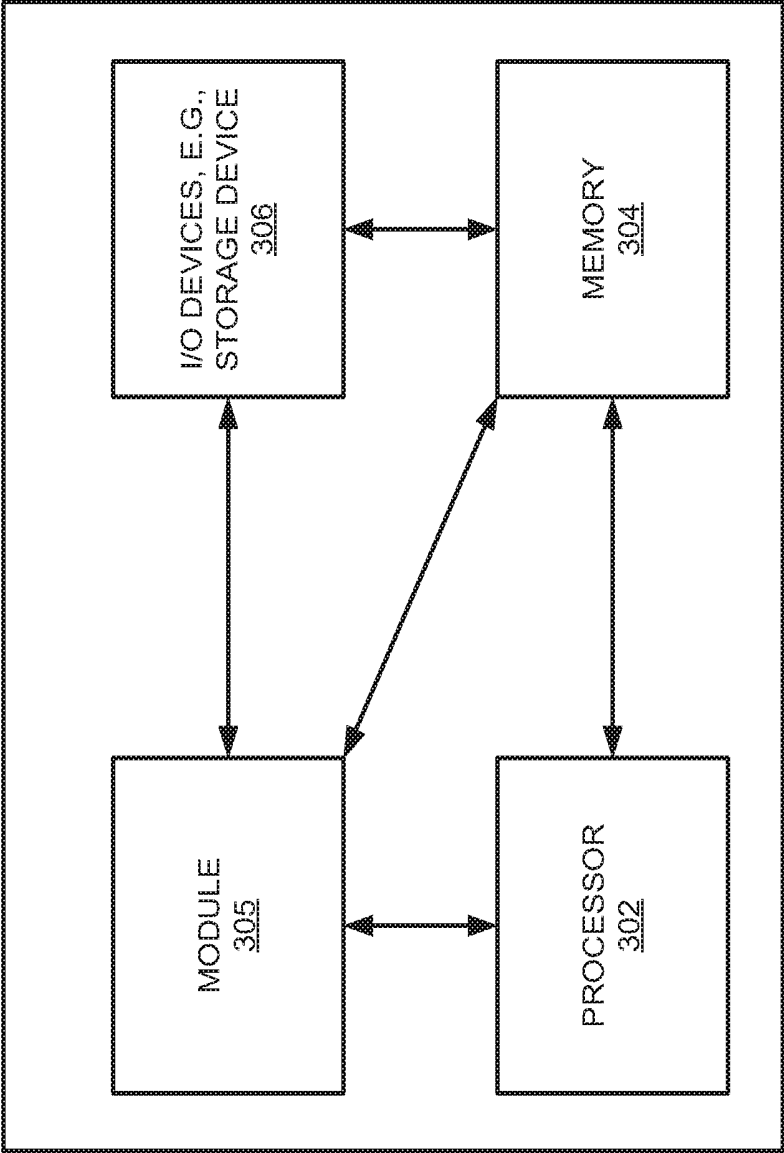 MODULE
305
I/O DEVICES, E.G.,
STORAGE DEVICE
306
PROCESSOR
302
MEMORY
304